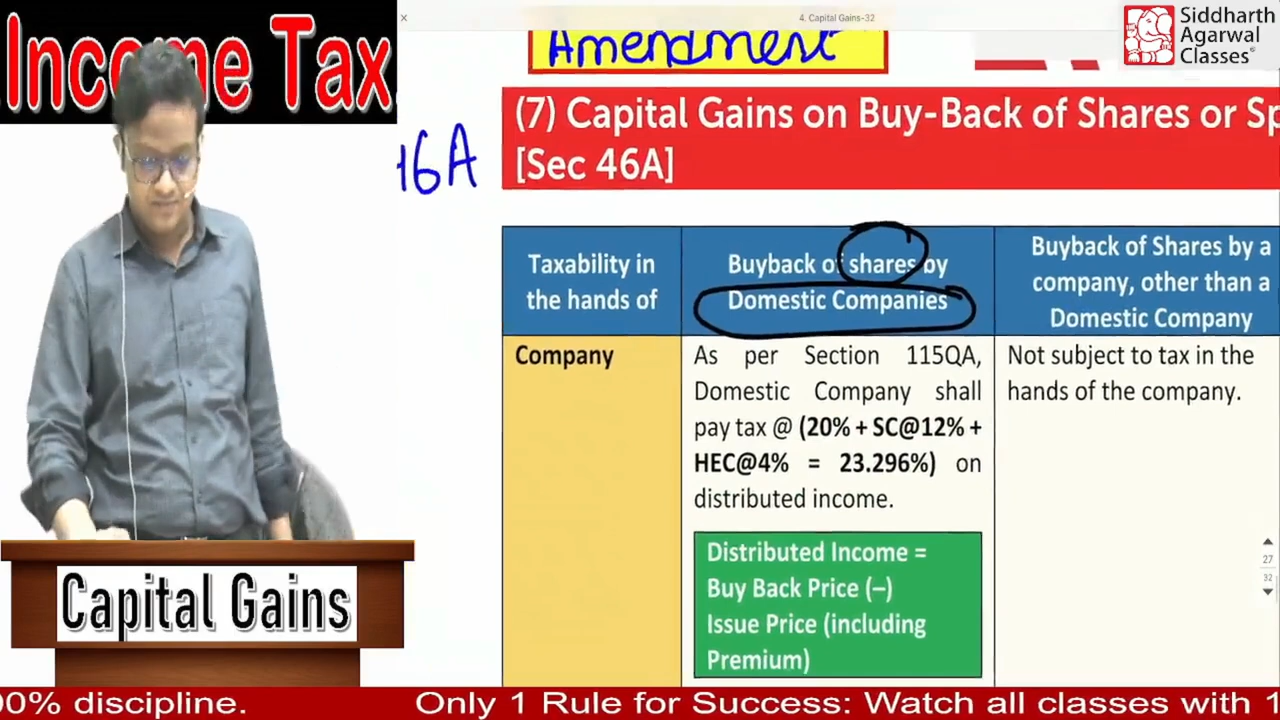 Income Tax
4. Capital Gains-32
Siddharth
Agarwal
Classes
Amendment
(7) Capital Gains on Buy-Back of Shares or Sp
[Sec 46A]
46A
Taxability in
the hands of
Buyback of shares by
Domestic Companies
Buyback of Shares by a
company, other than a
Domestic Company
Company
As per Section 115QA,
Domestic Company shall
pay tax @ (20% + SC@12% +
HEC@4% = 23.296%) on
distributed income.
Distributed Income =
Buy Back Price (–)
Issue Price (including
Premium)
Not subject to tax in the
hands of the company.
27
32
Capital Gains
00% discipline.
Only 1 Rule for Success: Watch all classes with 1